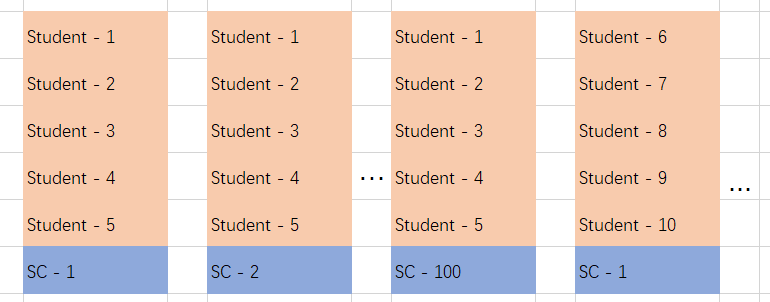 Student - 1 Student - 1 Student - 1 Student - 6
Student - 2 Student - 2 Student - 2 Student - 7
Student - 3 Student - 3 Student - 3 Student - 8
Student - 4 Student - 4 ... Student - 4 Student - 9 ...
Student - 5 Student - 5 Student - 5 Student - 10
SC - 1 SC - 2 SC - 100 SC - 1